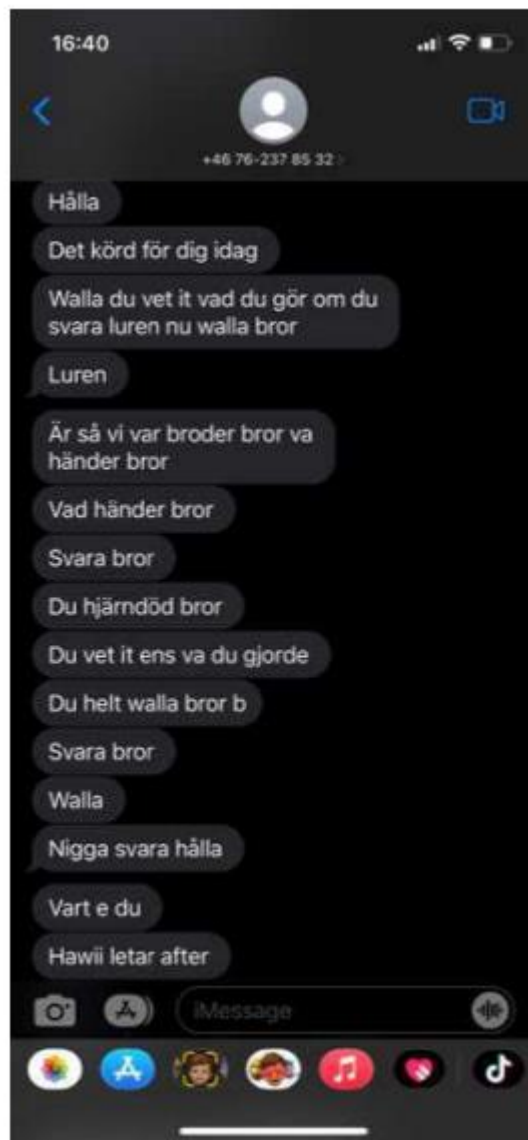 16:40
+46 76-237 85 32
Hålla
Det körd för dig idag
Walla du vet it vad du gör om du
svara luren nu walla bror
Luren
Är så vi var broder bror va
händer bror
Vad händer bror
Svara bror
Du hjärndöd bror
Du vet it ens va du gjorde
Du helt walla bror b
Svara bror
Walla
Nigga svara hålla
Vart e du
Hawii letar after
iMessage